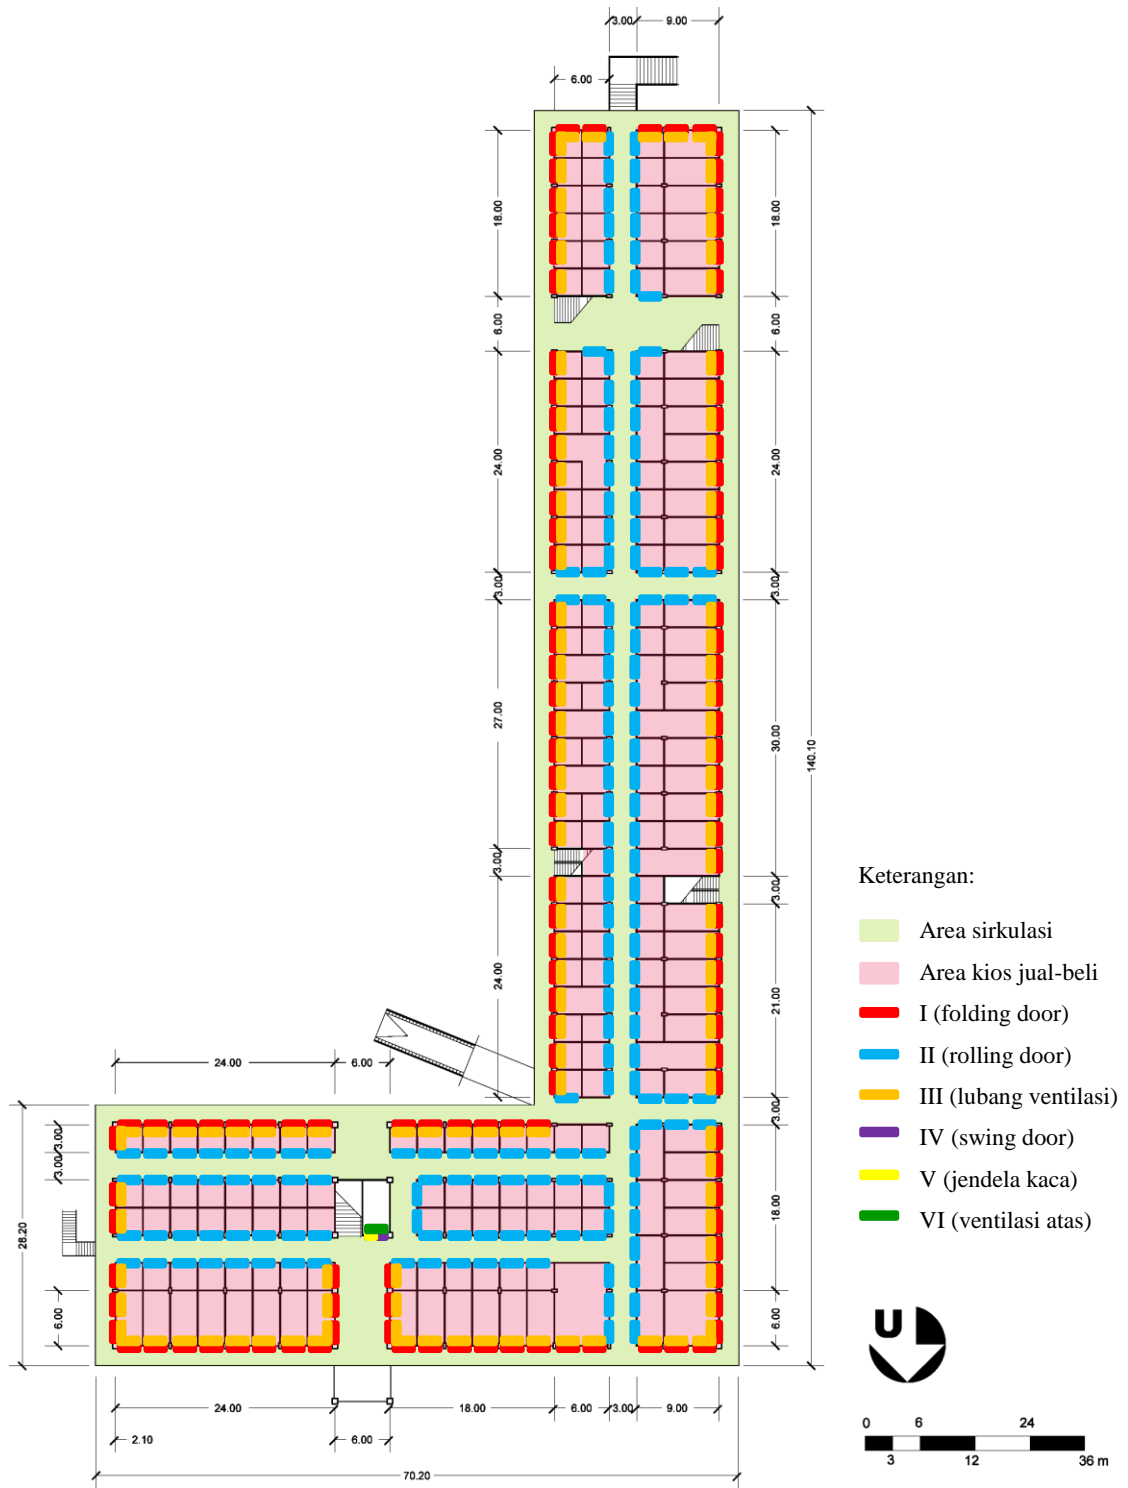 3.00
9.00
6.00
18.00
18.00
6.00
6.00
24.00
24.00
3.00
3.00
27.00
30.00
140.10
3.00
3.00
24.00
21.00
24.00
6.00
3.00
3.00
3.00
18.00
28.20
6.00
6.00
24.00
18.00
6.00
3.00
9.00
2.10
6.00
70.20
Keterangan:
Area sirkulasi
Area kios jual-beli
I (folding door)
II (rolling door)
III (lubang ventilasi)
IV (swing door)
V (jendela kaca)
VI (ventilasi atas)
U
0 6 24
3 12 36 m